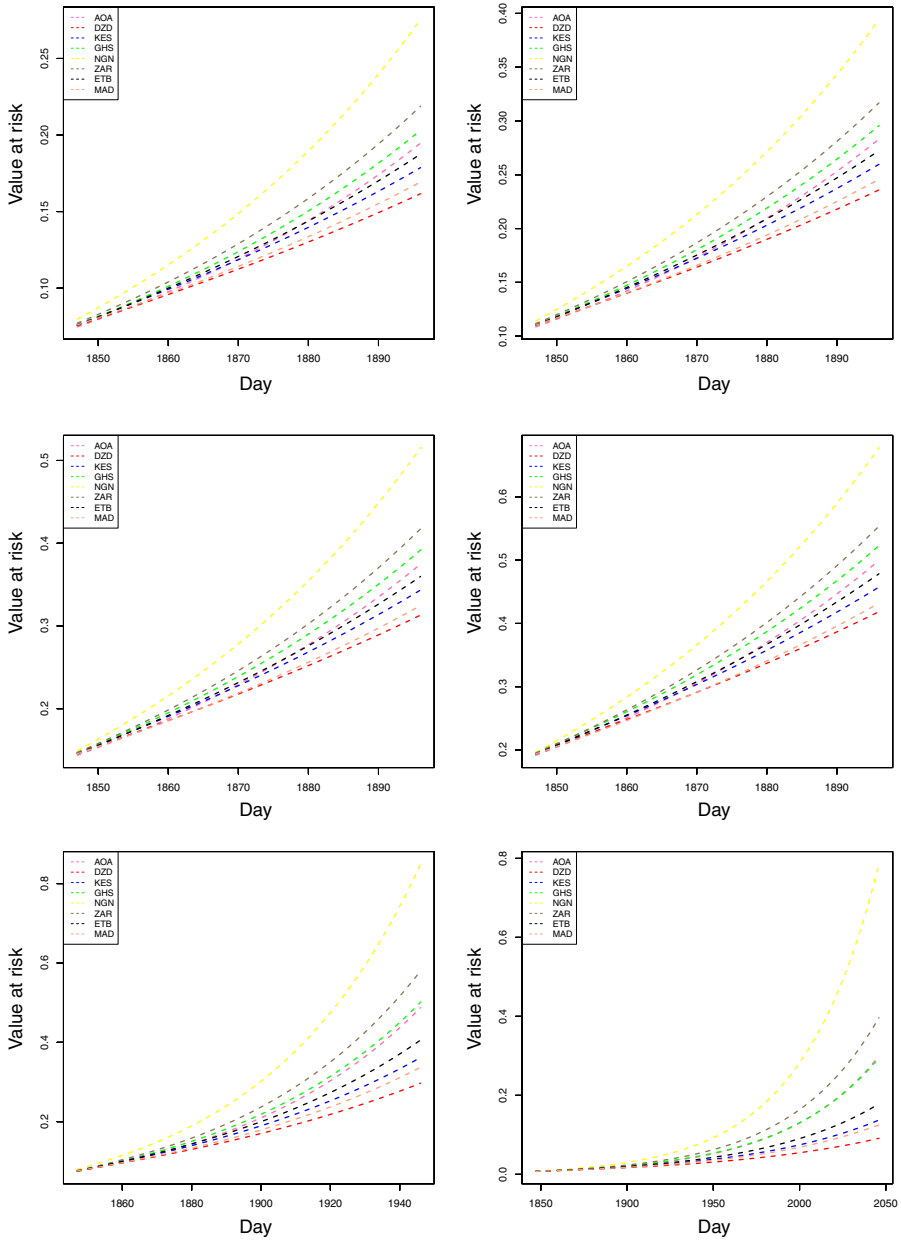 AOA
DZD
KES
GHS
NGN
ZAR
ETB
MAD
Value at risk
0.25
0.20
0.15
0.10
1850 1860 1870 1880 1890
Day
AOA
DZD
KES
GHS
NGN
ZAR
ETB
MAD
Value at risk
0.40
0.35
0.30
0.25
0.20
0.15
0.10
1850 1860 1870 1880 1890
Day
AOA
DZD
KES
GHS
NGN
ZAR
ETB
MAD
Value at risk
0.5
0.4
0.3
0.2
1850 1860 1870 1880 1890
Day
AOA
DZD
KES
GHS
NGN
ZAR
ETB
MAD
Value at risk
0.6
0.5
0.4
0.3
0.2
1850 1860 1870 1880 1890
Day
AOA
DZD
KES
GHS
NGN
ZAR
ETB
MAD
Value at risk
0.8
0.6
0.4
0.2
1860 1880 1900 1920 1940
Day
AOA
DZD
KES
GHS
NGN
ZAR
ETB
MAD
Value at risk
0.8
0.6
0.4
0.2
0.0
1850 1900 1950 2000 2050
Day